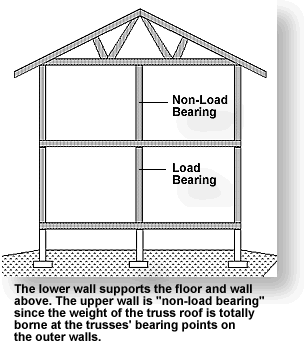 Non-Load
Bearing
Load
Bearing
The lower wall supports the floor and wall
above. The upper wall is "non-load bearing"
since the weight of the truss roof is totally
borne at the trusses' bearing points on
the outer walls.